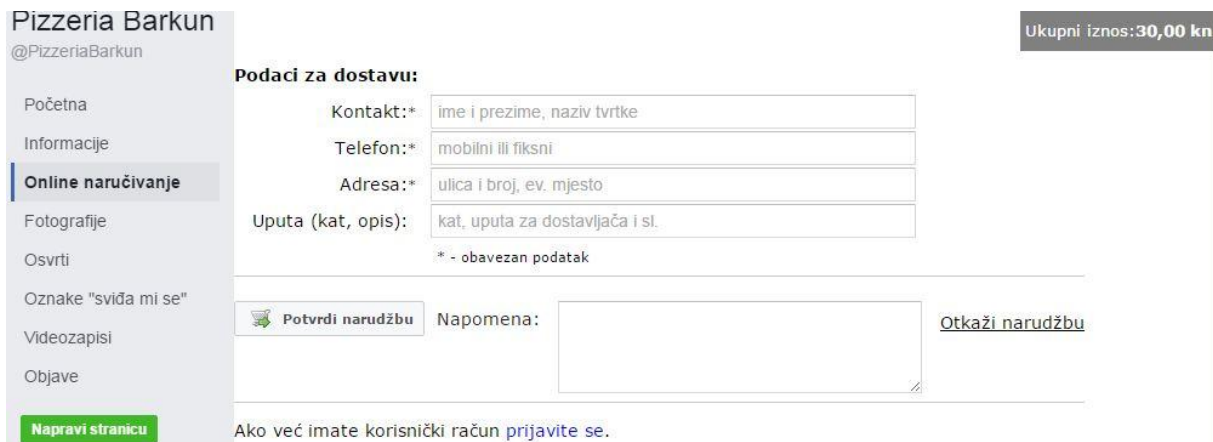 Pizzeria Barkun
@PizzeriaBarkun
Početna
Informacije
Online naručivanje
Fotografije
Osvrti
Oznake "sviđa mi se"
Videozapisi
Objave
Napravi stranicu
Ukupni iznos:30,00 kn
Podaci za dostavu:
Kontakt:* ime i prezime, naziv tvrtke
Telefon:* mobilni ili fiksni
Adresa:* ulica i broj, ev. mjesto
Uputa (kat, opis): kat, uputa za dostavljača i sl.
* - obavezan podatak
Potvrdi narudžbu Napomena: Otkaži narudžbu
Ako već imate korisnički račun prijavite se.